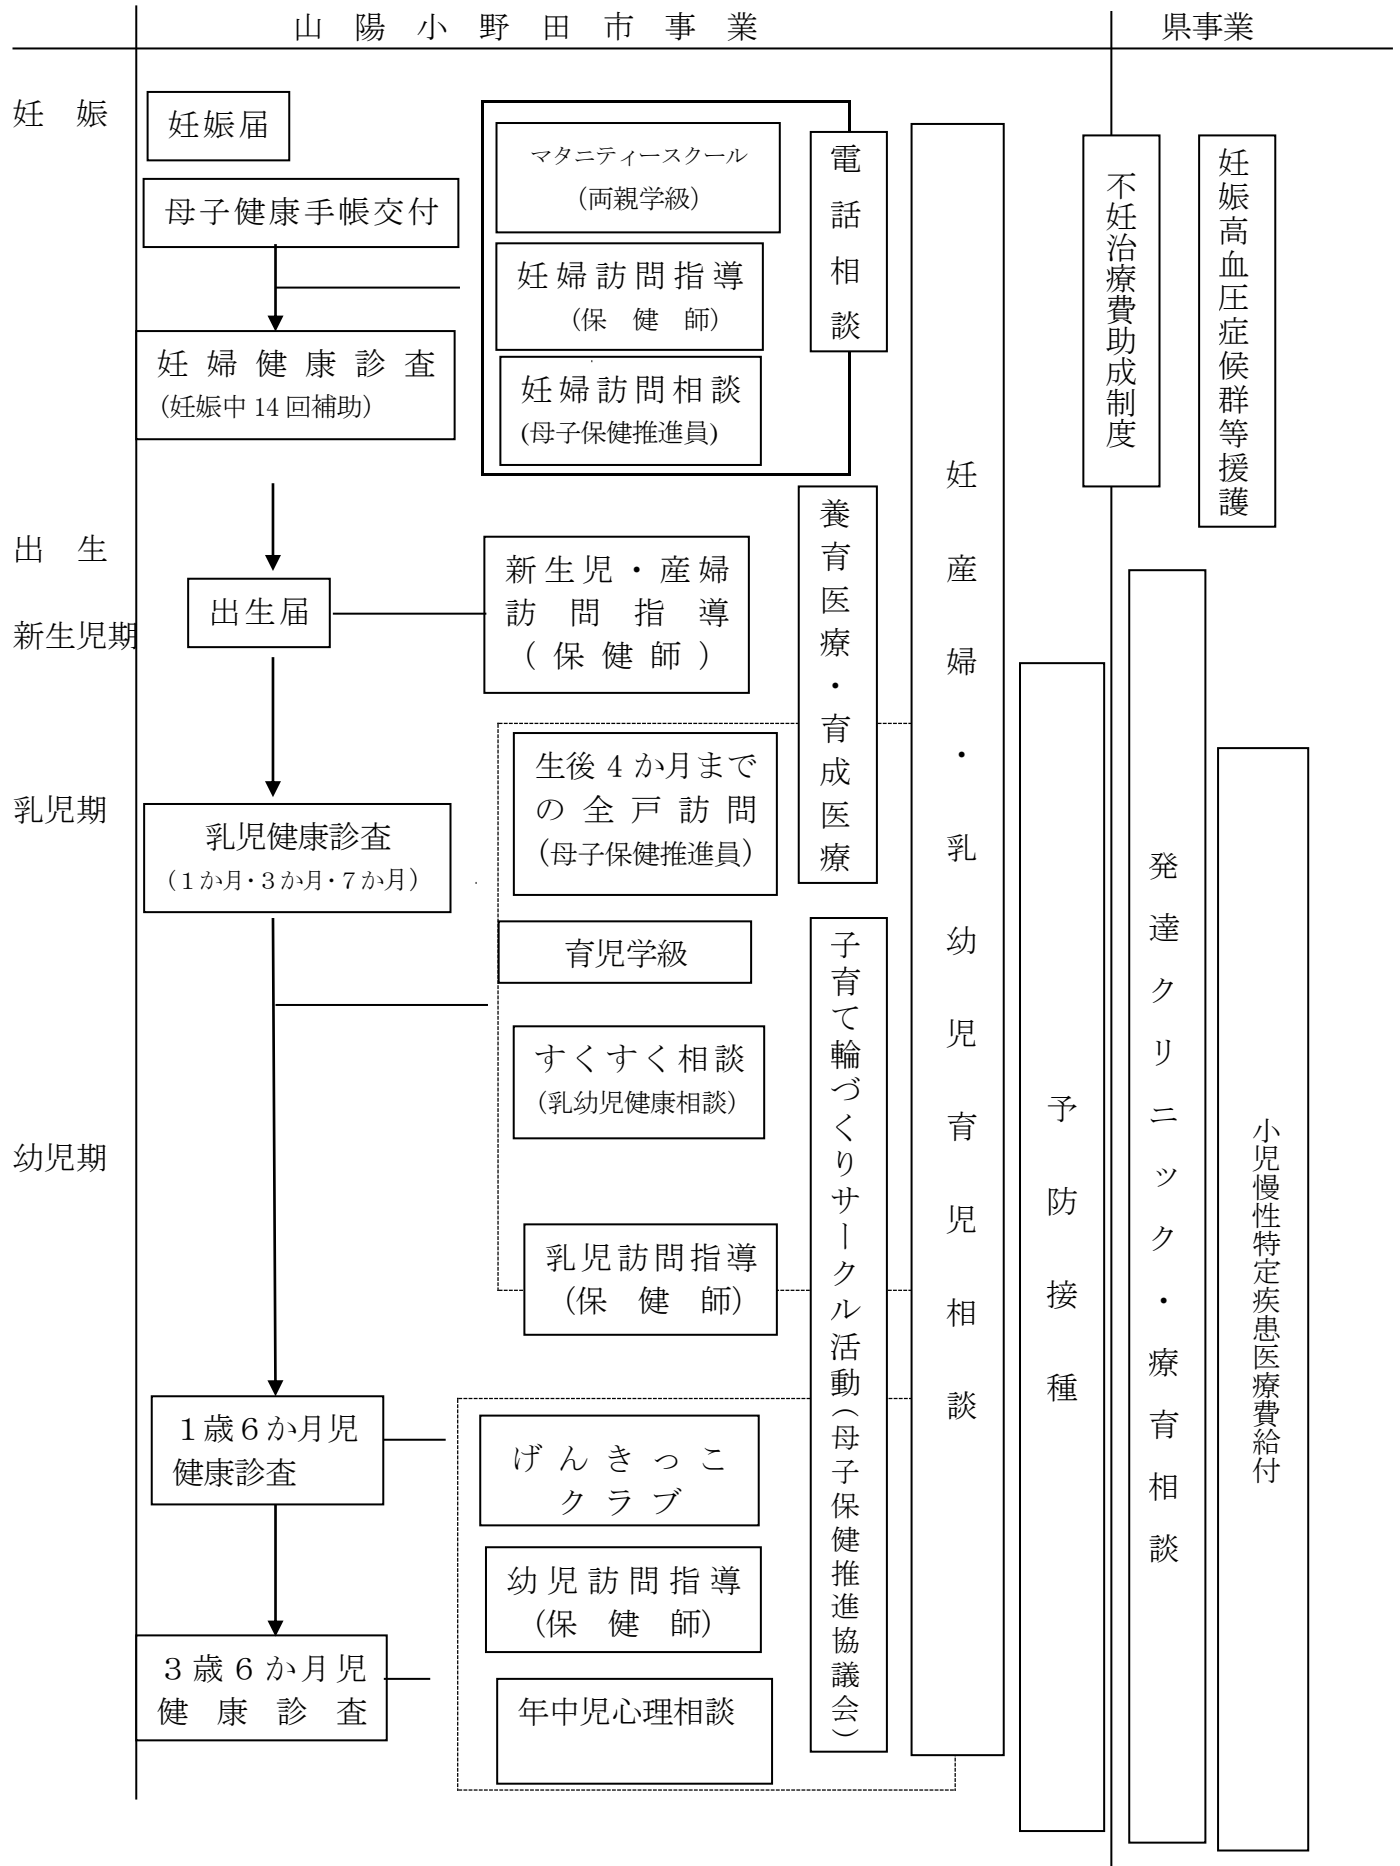 山陽小野田市事業
県事業
妊娠
妊娠届
母子健康手帳交付
妊婦健康診査
(妊娠中14回補助)
マタニティースクール
(両親学級)
妊婦訪問指導
(保健師)
妊婦訪問相談
(母子保健推進員)
電話相談
不妊治療費助成制度
妊娠高血圧症候群等援護
出生
新生児期
出生届
新生児・産婦
訪問指導
(保健師)
養育医療・育成医療
妊産婦・乳幼児育児相談
乳児期
乳児健康診査
(1か月・3か月・7か月)
生後4か月まで
の全戸訪問
(母子保健推進員)
育児学級
すくすく相談
(乳幼児健康相談)
乳児訪問指導
(保健師)
子育て輪づくりサークル活動(母子保健推進協議会)
予防接種
発達クリニック・療育相談
小児慢性特定疾患医療費給付
幼児期
1歳6か月児
健康診査
げんきっこ
クラブ
幼児訪問指導
(保健師)
3歳6か月児
健康診査
年中児心理相談